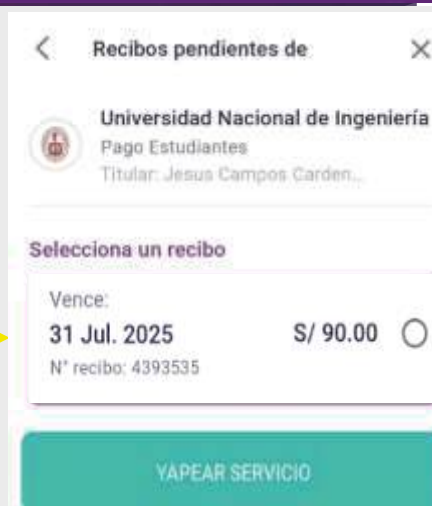 Recibos pendientes de
Universidad Nacional de Ingeniería
Pago Estudiantes
Titular: Jesus Campos Carden...
Selecciona un recibo
Vence:
31 Jul. 2025 S/ 90.00
N° recibo: 4393535
YAPEAR SERVICIO